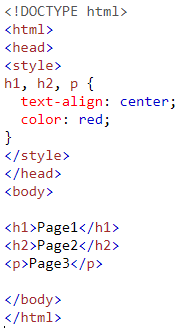 <!DOCTYPE html>
<html>
<head>
<style>
h1, h2, p {
  text-align: center;
  color: red;
}
</style>
</head>
<body>

<h1>Page1</h1>
<h2>Page2</h2>
<p>Page3</p>

</body>
</html>